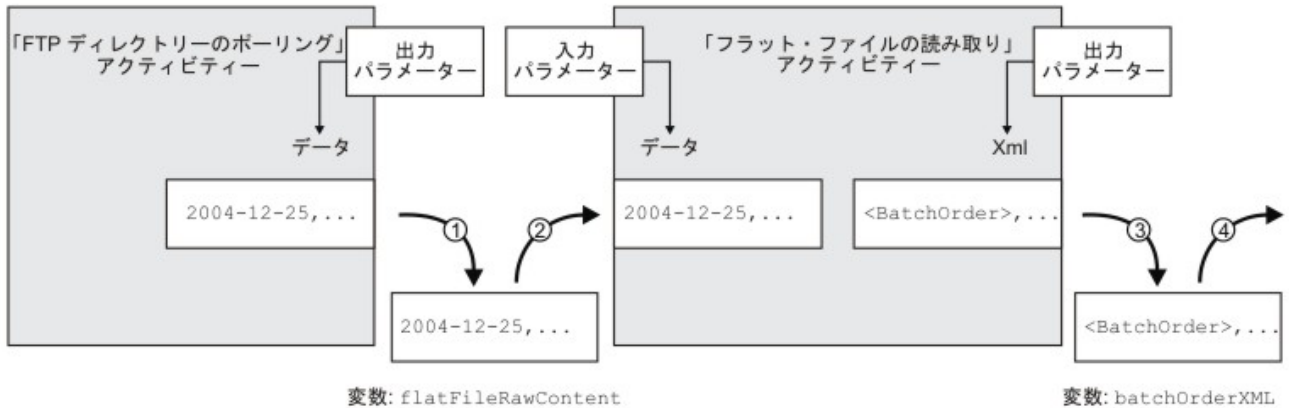 「FTP ディレクトリーのポーリング」
アクティビティー
出力
パラメーター
データ
2004-12-25,...
①
2004-12-25,...
変数: flatFileRawContent
②
入力
パラメーター
「フラット・ファイルの読み取り」
アクティビティー
出力
パラメーター
データ
Xml
2004-12-25,...
<BatchOrder>,...
③
④
<BatchOrder>,...
変数: batchOrderXML